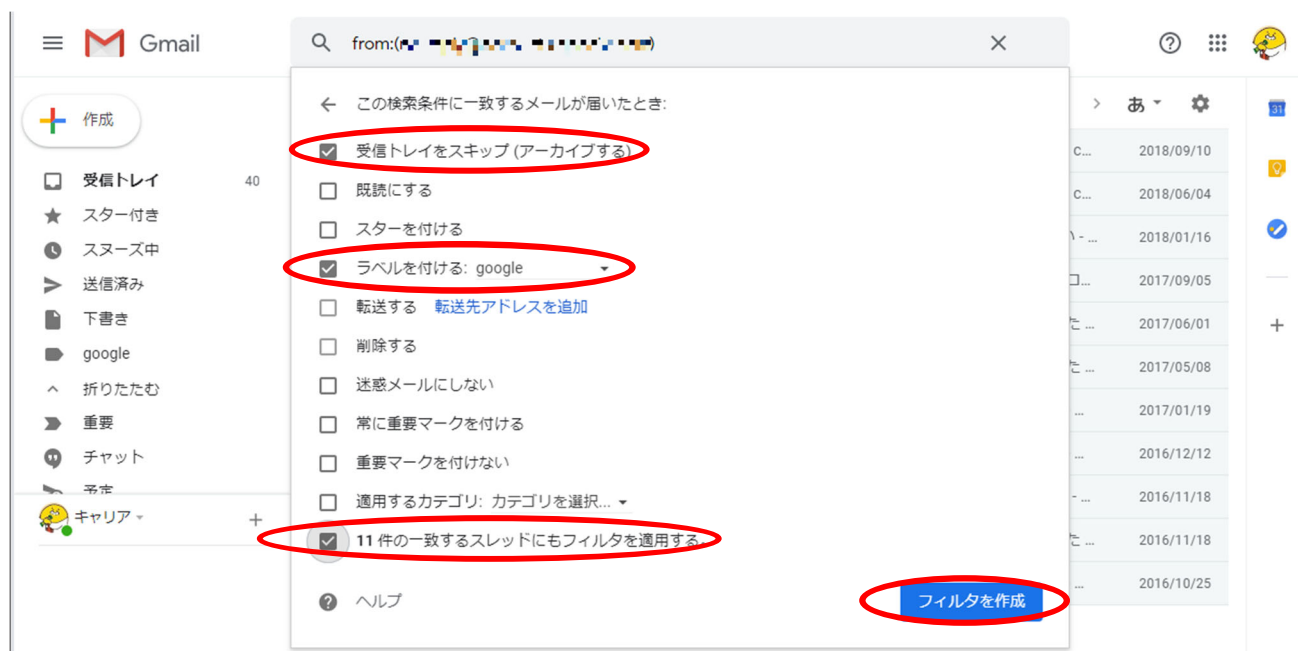 Gmail
from:(
)
作成
この検索条件に一致するメールが届いたとき:
あ
31
受信トレイをスキップ (アーカイブする)
c... 2018/09/10
受信トレイ 40
既読にする
c... 2018/06/04
スター付き
スターを付ける
- ... 2018/01/16
スヌーズ中
ラベルを付ける: google
2017/09/05
送信済み
転送する 転送先アドレスを追加
下書き
た ... 2017/06/01
google
削除する
た ... 2017/05/08
折りたたむ
迷惑メールにしない
重要
常に重要マークを付ける
... 2017/01/19
チャット
重要マークを付けない
... 2016/12/12
予定
適用するカテゴリ: カテゴリを選択...
- ... 2016/11/18
キャリア
11 件の一致するスレッドにもフィルタを適用する。
た ... 2016/11/18
... 2016/10/25
ヘルプ
フィルタを作成